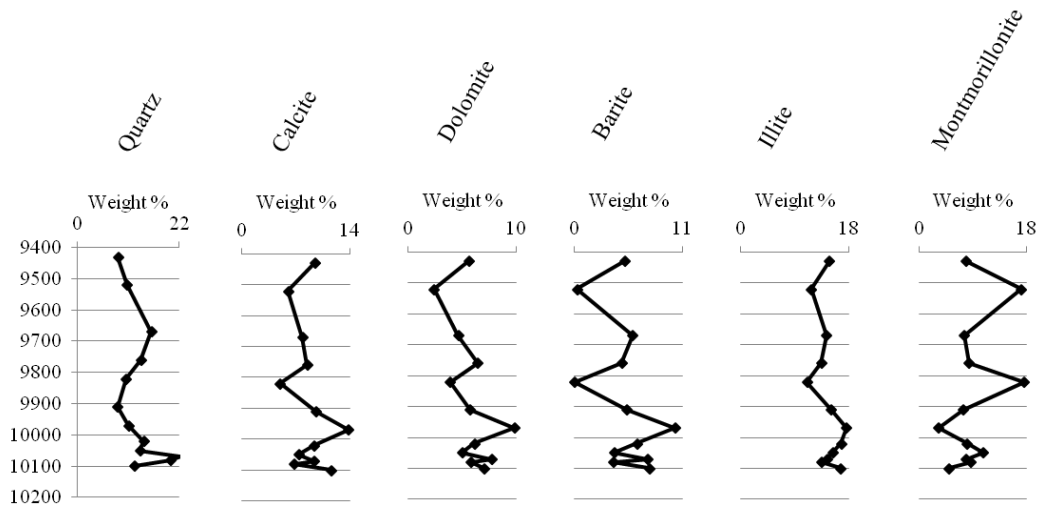 Quartz
Calcite
Dolomite
Barite
Illite
Montmorillonite
Weight % Weight % Weight % Weight % Weight % Weight %
0 22 0 14 0 10 0 11 0 18 0 18
9400
9500
9600
9700
9800
9900
10000
10100
10200